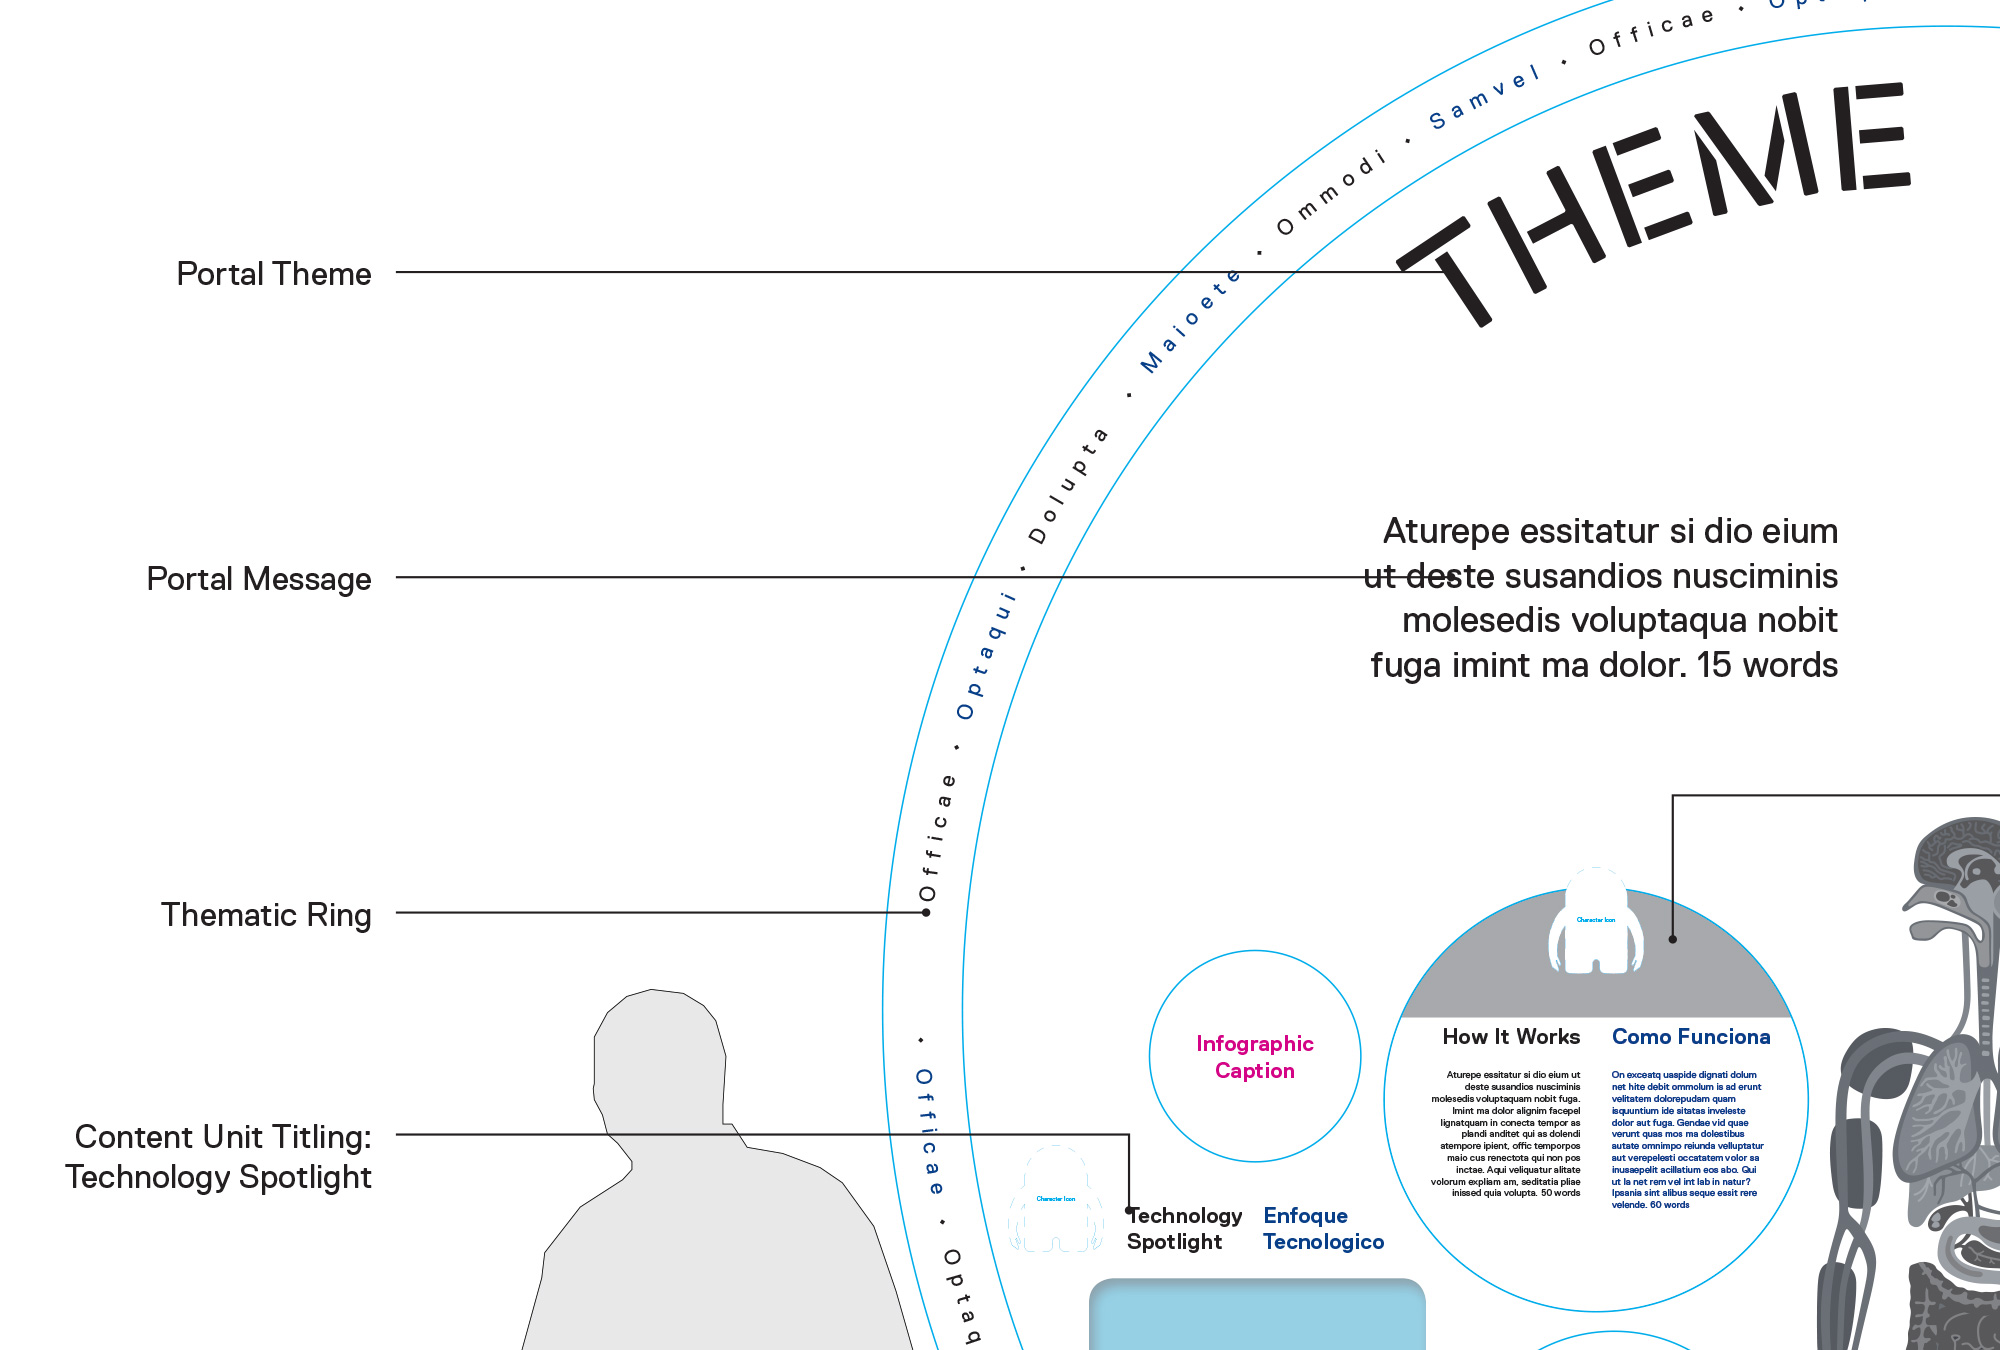 Officae • Optaqui • Dolupta • Maioete • Ommodi • Samvel • Officae •
THEME
Portal Theme
Portal Message
Aturepe essitatur si dio eium
ut deste susandios nusciminis
molesedis voluptaqua nobit
fuga imint ma dolor. 15 words
Thematic Ring
Content Unit Titling:
Technology Spotlight
• Officae • Optaq
Infographic
Caption
Character Icon
Technology
Spotlight
Enfoque
Tecnologico
Character Icon
How It Works
Aturepe essitatur si dio eium ut
deste susandios nusciminis
molesedis voluptaquam nobit fuga.
Imint ma dolor alignim facepel
lignatquam in conecta tempor as
plandi anditet qui as dolendi
atempore ipient, offic temporpos
maio cus renectota qui non pos
inctae. Aqui veliquatur alitate
volorum expliam am, seditatia pliae
inissed quia volupta. 50 words
Como Funciona
On exceatq uaspide dignati dolum
net hite debit ommolum is ad erunt
velitatem dolorepudam quam
isquuntium ide sitatas inveleste
dolor aut fuga. Gendae vid quae
verunt quas mos ma dolestibus
autate omnimpo reiunda velluptatur
aut verepelesti occatatem volor sa
inusaepelit acillatium eos abo. Qui
ut la net rem vel int lab in natur?
Ipsania sint alibus seque essit rere
velende. 60 words